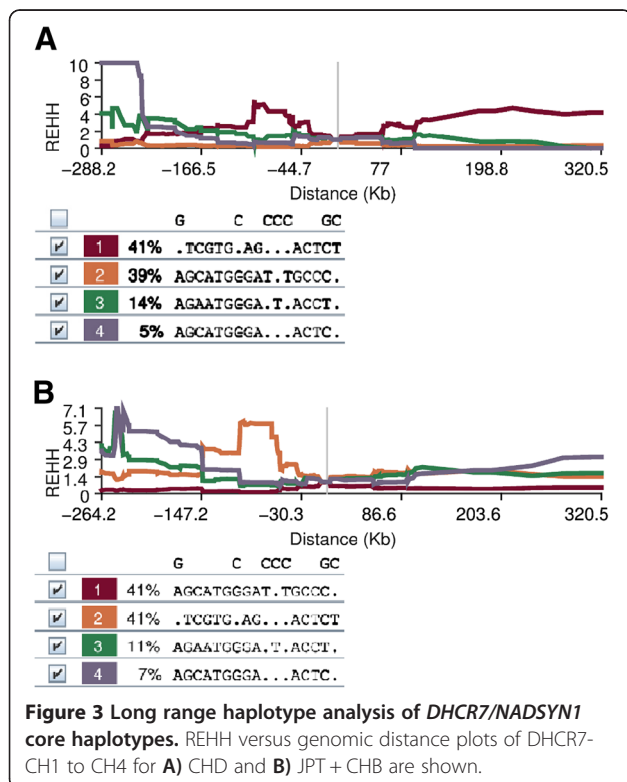 A
REHH
10
8
6
4
2
0
−288.2 −166.5 −44.7 77 198.8 320.5
Distance (Kb)
G C CCC GC
1 41% .TCGTG.AG...ACTCT
2 39% AGCATGGGAT.TGCCC.
3 14% AGAATGGGA.T.ACCT.
4 5% AGCATGGGA...ACTC.
B
REHH
7.1
5.7
4.3
2.9
1.4
0
−264.2 −147.2 −30.3 86.6 203.6 320.5
Distance (Kb)
G C CCC GC
1 41% AGCATGGGAT.TGCCC.
2 41% .TCGTG.AG...ACTCT
3 11% AGAATGGGA.T.ACCT.
4 7% AGCATGGGA...ACTC.
Figure 3 Long range haplotype analysis of DHCR7/NADSYN1
core haplotypes. REHH versus genomic distance plots of DHCR7-
CH1 to CH4 for A) CHD and B) JPT + CHB are shown.